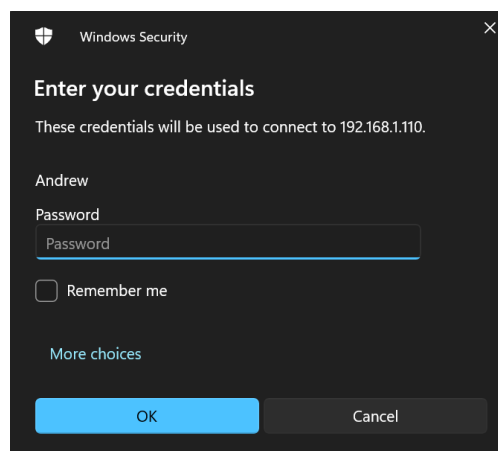 Windows Security
Enter your credentials
These credentials will be used to connect to 192.168.1.110.
Andrew
Password
Password
Remember me
More choices
OK
Cancel